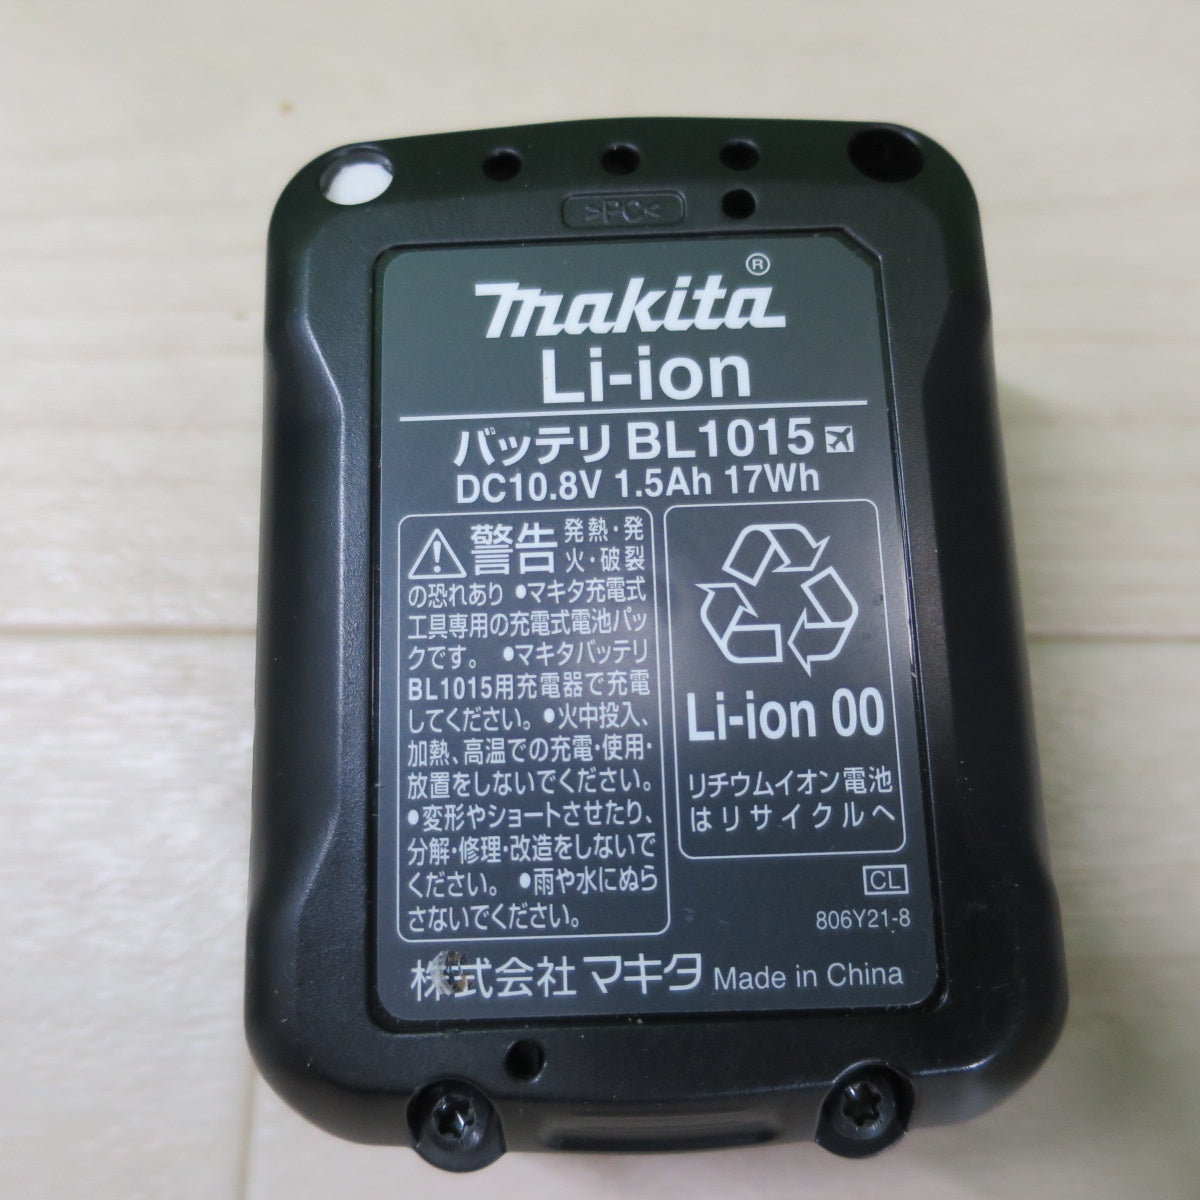 >PC<
makita®
Li-ion
バッテリ BL1015
DC10.8V 1.5Ah 17Wh
⚠警告 発熱・発
火・破裂
の恐れあり •マキタ充電式
工具専用の充電式電池パッ
クです。 •マキタバッテリ
BL1015用充電器で充電
してください。•火中投入、
加熱、高温での充電・使用・
放置をしないでください。
•変形やショートさせたり、
分解・修理・改造をしないで
ください。 •雨や水にぬら
さないでください。
Li-ion 00
リチウムイオン電池
はリサイクルへ
CL
806Y21-8
株式会社 マキタ Made in China